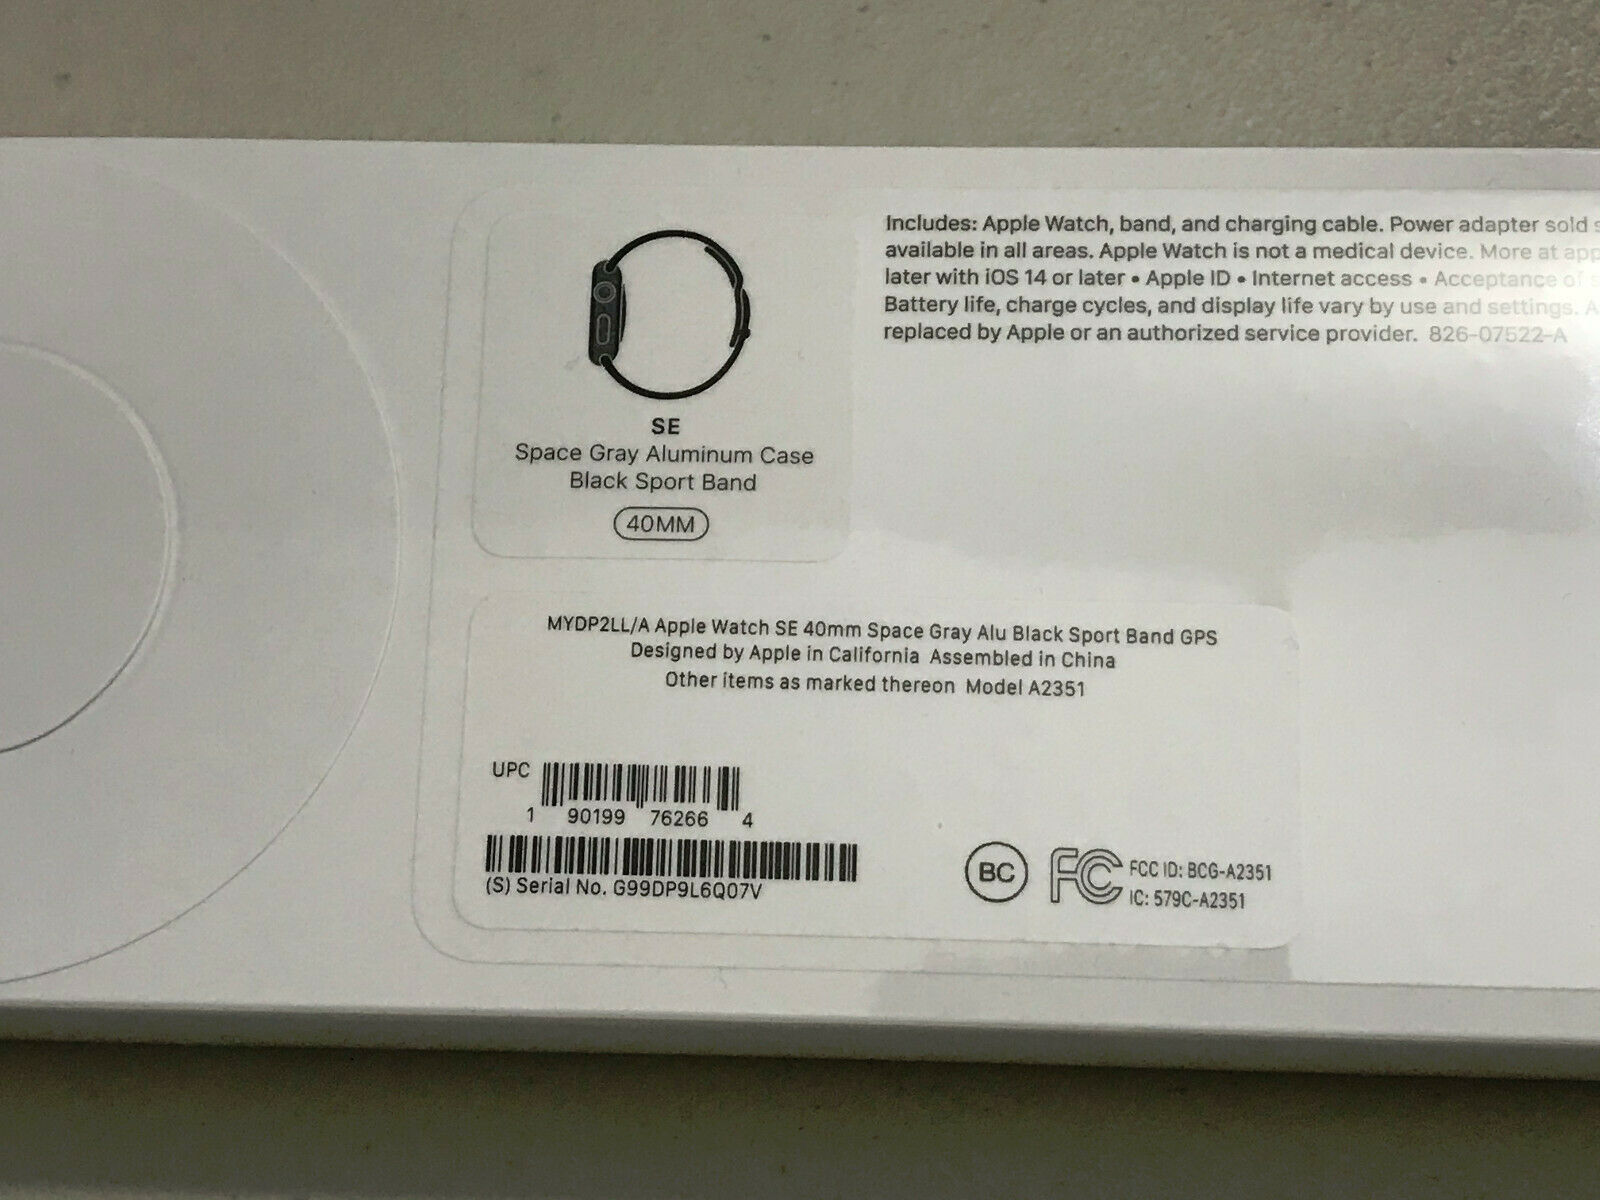 Includes: Apple Watch, band, and charging cable. Power adapter sold
available in all areas. Apple Watch is not a medical device. More at
later with iOS 14 or later • Apple ID • Internet access • Acceptance of
Battery life, charge cycles, and display life vary by use and settings.
replaced by Apple or an authorized service provider. 826-07522-A
SE
Space Gray Aluminum Case
Black Sport Band
40MM
MYDP2LL/A Apple Watch SE 40mm Space Gray Alu Black Sport Band GPS
Designed by Apple in California Assembled in China
Other items as marked thereon Model A2351
UPC
1 90199 76266 4
(S) Serial No. G99DP9L6Q07V
BC
FC
FCC ID: BCG-A2351
IC: 579C-A2351